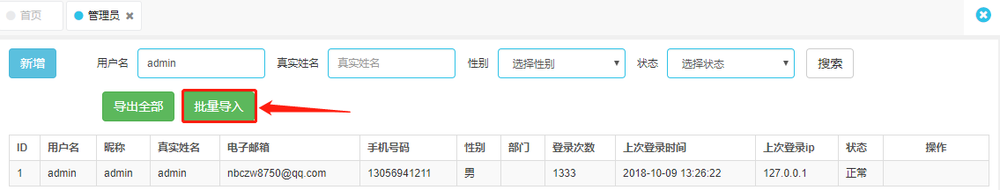 首页 管理员
新增 用户名 admin 真实姓名 真实姓名 性别 选择性别 状态 选择状态 搜索
导出全部 批量导入
ID 用户名 昵称 真实姓名 电子邮箱 手机号码 性别 部门 登录次数 上次登录时间 上次登录ip 状态 操作
1 admin admin admin nbczw8750@qq.com 13056941211 男 1333 2018-10-09 13:26:22 127.0.0.1 正常